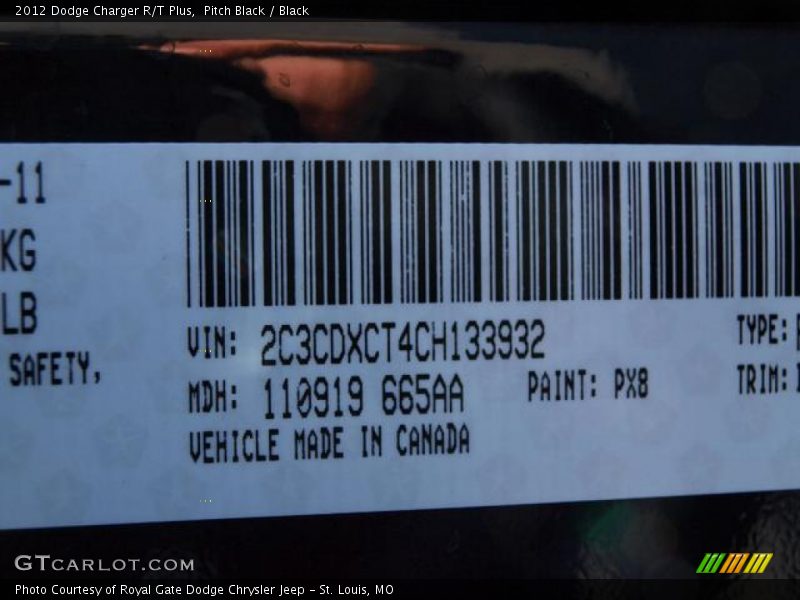 2012 Dodge Charger R/T Plus, Pitch Black / Black
-11
KG
LB
SAFETY,
VIN: 2C3CDXCT4CH133932
TYPE:
MDH: 110919 665AA
PAINT: PX8
TRIM:
VEHICLE MADE IN CANADA
GTCARLOT.COM
Photo Courtesy of Royal Gate Dodge Chrysler Jeep - St. Louis, MO